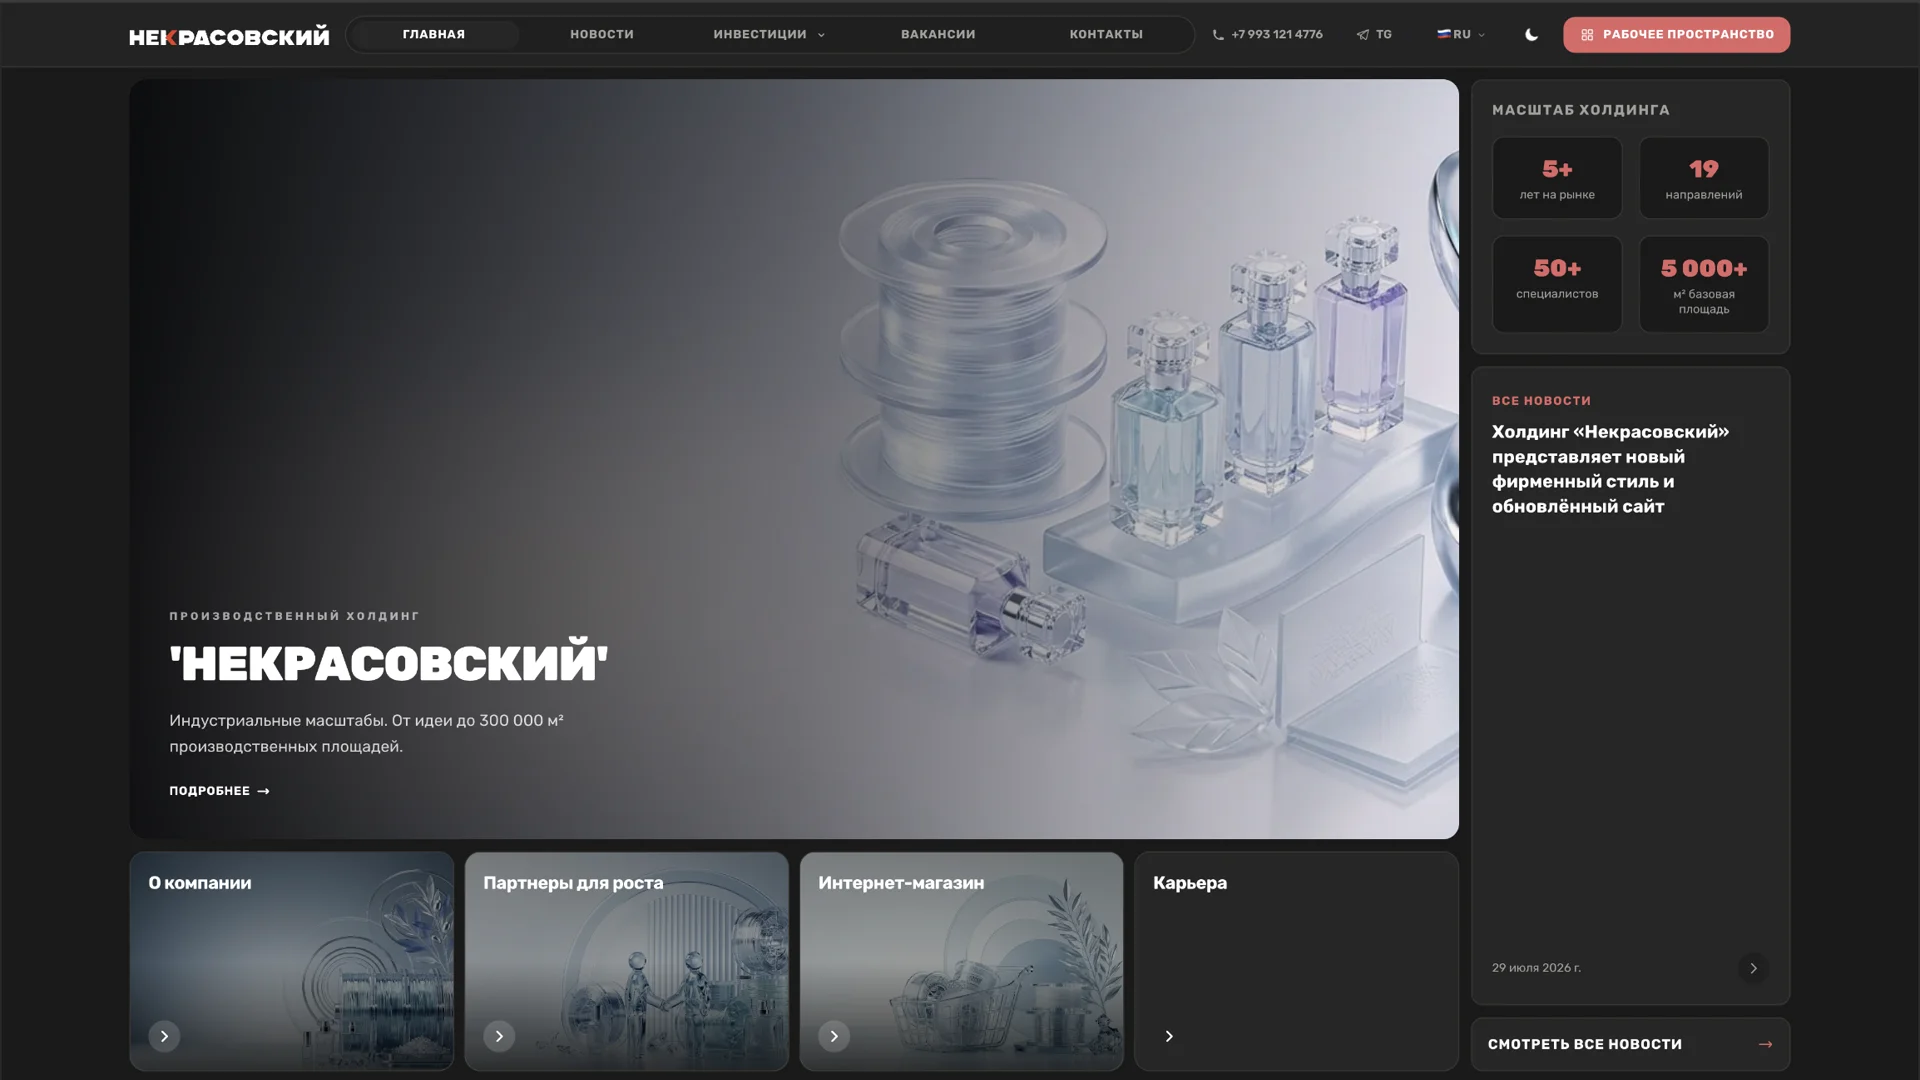 НЕКРАСОВСКИЙ
ГЛАВНАЯ
НОВОСТИ
ИНВЕСТИЦИИ
ВАКАНСИИ
КОНТАКТЫ
+7 993 121 4776
TG
RU
РАБОЧЕЕ ПРОСТРАНСТВО
ПРОИЗВОДСТВЕННЫЙ ХОЛДИНГ
'НЕКРАСОВСКИЙ'
Индустриальные масштабы. От идеи до 300 000 м²
производственных площадей.
ПОДРОБНЕЕ →
МАСШТАБ ХОЛДИНГА
5+
лет на рынке
19
направлений
50+
специалистов
5 000+
м² базовая
площадь
ВСЕ НОВОСТИ
Холдинг «Некрасовский»
представляет новый
фирменный стиль и
обновлённый сайт
29 июля 2026 г.
СМОТРЕТЬ ВСЕ НОВОСТИ →
О компании
Партнеры для роста
Интернет-магазин
Карьера